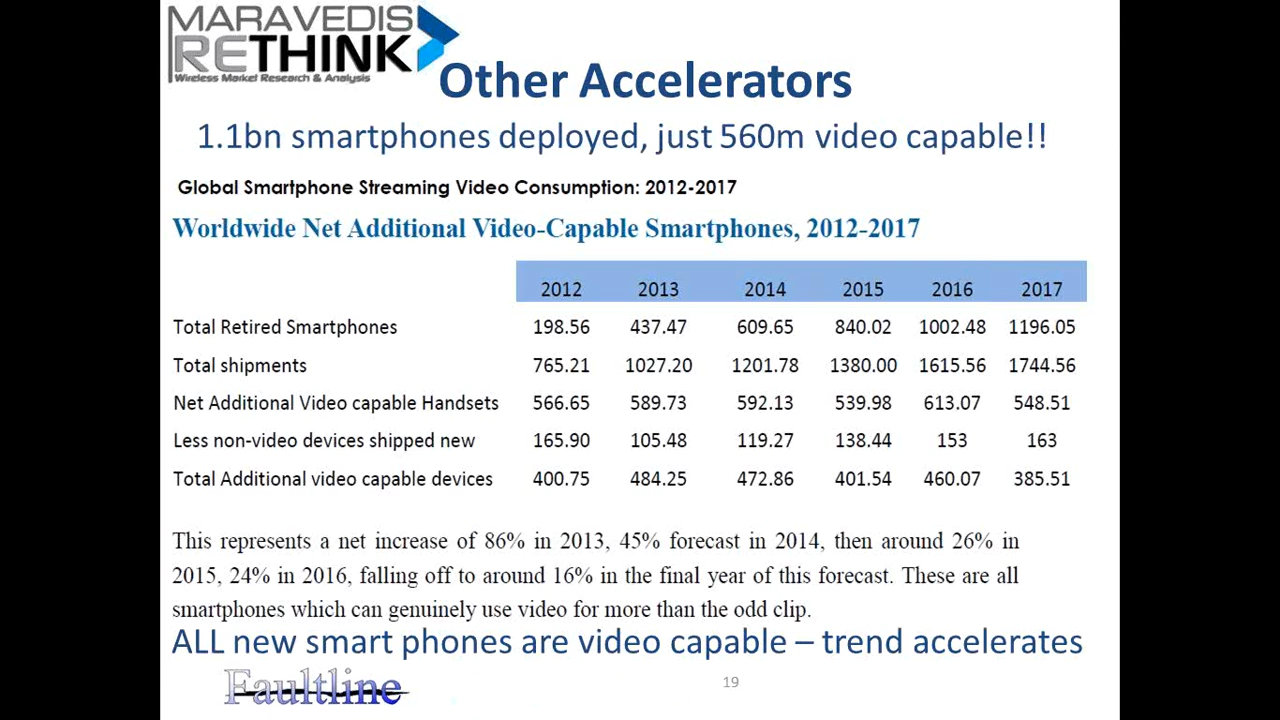 MARAVEDIS
RETHINK
Wireless Market Research & Analysis
Other Accelerators
1.1bn smartphones deployed, just 560m video capable!!
Global Smartphone Streaming Video Consumption: 2012-2017
Worldwide Net Additional Video-Capable Smartphones, 2012-2017
2012 2013 2014 2015 2016 2017
Total Retired Smartphones 198.56 437.47 609.65 840.02 1002.48 1196.05
Total shipments 765.21 1027.20 1201.78 1380.00 1615.56 1744.56
Net Additional Video capable Handsets 566.65 589.73 592.13 539.98 613.07 548.51
Less non-video devices shipped new 165.90 105.48 119.27 138.44 153 163
Total Additional video capable devices 400.75 484.25 472.86 401.54 460.07 385.51
This represents a net increase of 86% in 2013, 45% forecast in 2014, then around 26% in
2015, 24% in 2016, falling off to around 16% in the final year of this forecast. These are all
smartphones which can genuinely use video for more than the odd clip.
ALL new smart phones are video capable – trend accelerates
Faultline
19